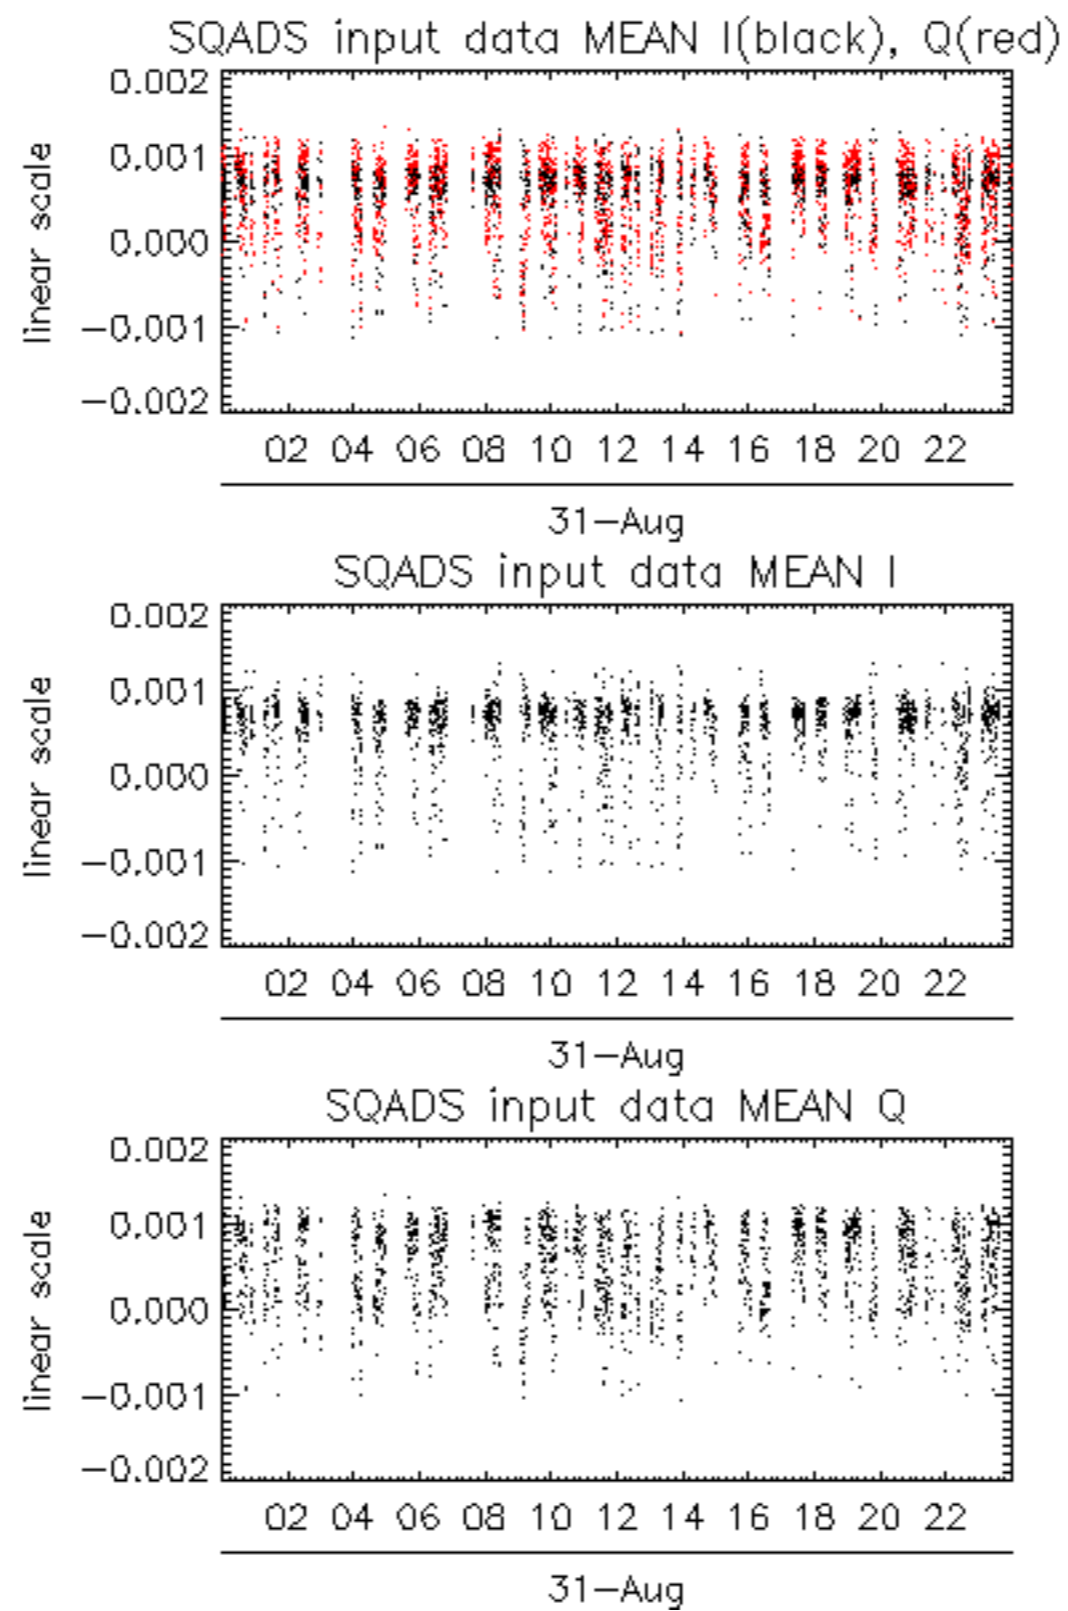 SQADS input data MEAN I(black), Q(red)
linear scale
0.002
0.001
0.000
−0.001
−0.002
02 04 06 08 10 12 14 16 18 20 22
31−Aug
SQADS input data MEAN I
linear scale
0.002
0.001
0.000
−0.001
−0.002
02 04 06 08 10 12 14 16 18 20 22
31−Aug
SQADS input data MEAN Q
linear scale
0.002
0.001
0.000
−0.001
−0.002
02 04 06 08 10 12 14 16 18 20 22
31−Aug